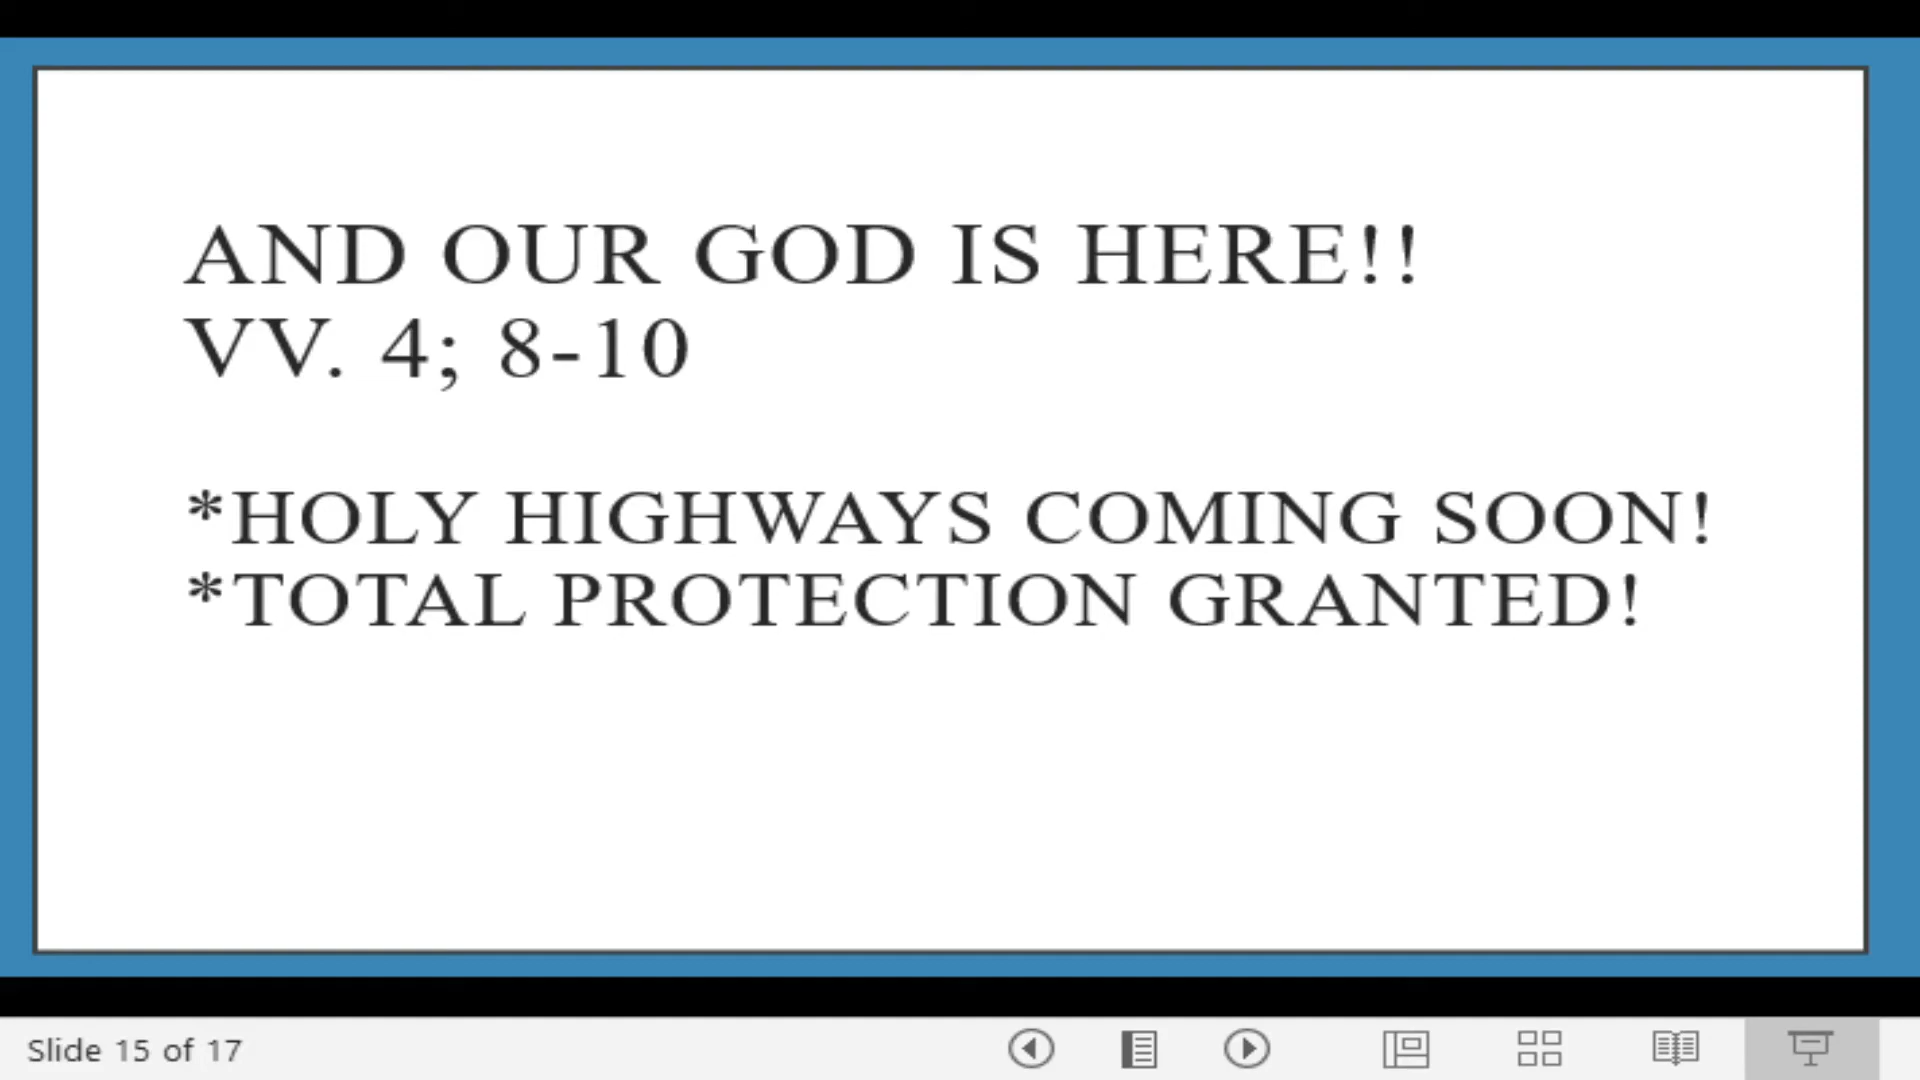 AND OUR GOD IS HERE!!
VV. 4; 8-10
*HOLY HIGHWAYS COMING SOON!
*TOTAL PROTECTION GRANTED!
Slide 15 of 17